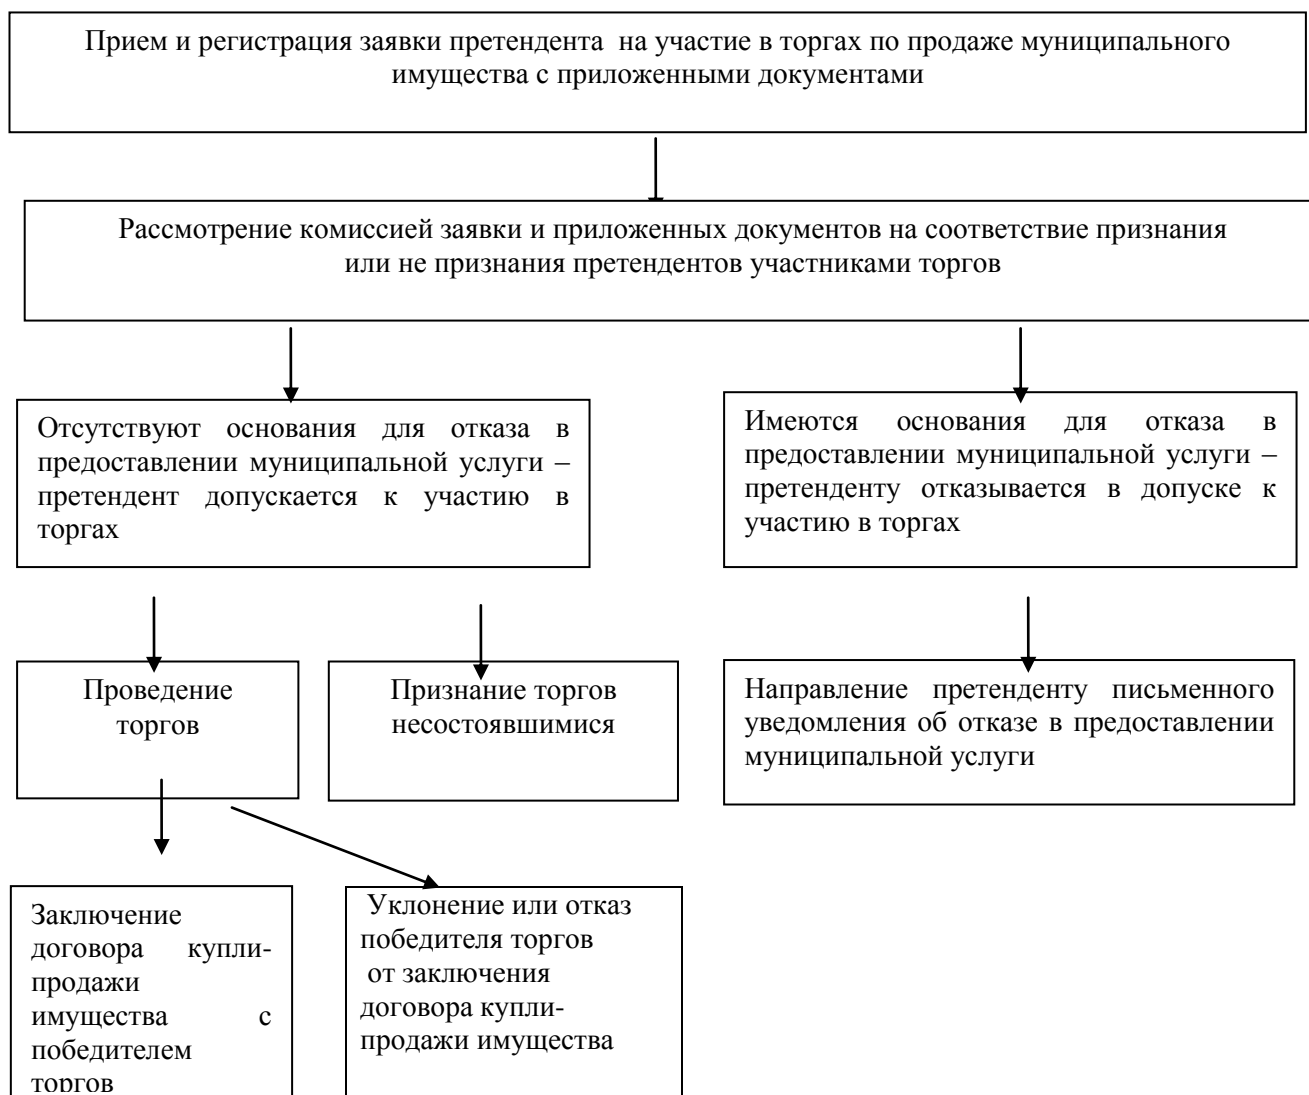 Прием и регистрация заявки претендента на участие в торгах по продаже муниципального
имущества с приложенными документами
Рассмотрение комиссией заявки и приложенных документов на соответствие признания
или не признания претендентов участниками торгов
Отсутствуют основания для отказа в
предоставлении муниципальной услуги –
претендент допускается к участию в
торгах
Имеются основания для отказа в
предоставлении муниципальной услуги –
претенденту отказывается в допуске к
участию в торгах
Проведение
торгов
Признание торгов
несостоявшимися
Направление претенденту письменного
уведомления об отказе в предоставлении
муниципальной услуги
Заключение
договора купли-
продажи
имущества с
победителем
торгов
Уклонение или отказ
победителя торгов
от заключения
договора купли-
продажи имущества